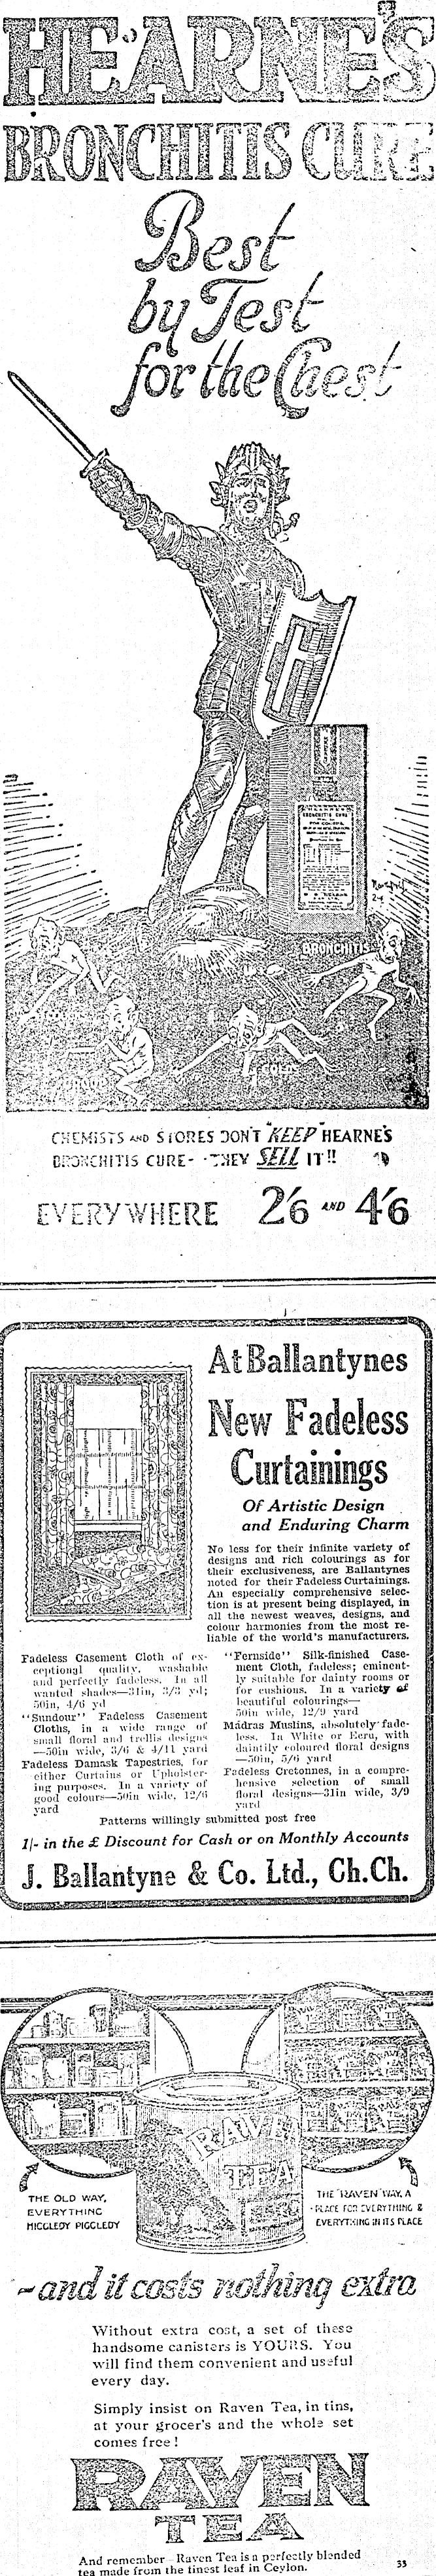 HEARNE'S
BRONCHITIS CURE
Best
by Test
for the Chest
BRONCHITIS CURE
BRONCHITIS
COLDS
CHEMISTS AND STORES DON'T "KEEP" HEARNE'S
BRONCHITIS CURE - THEY SELL IT!!
EVERYWHERE 2/6 AND 4/6
At Ballantynes
New Fadeless
Curtainings
Of Artistic Design
and Enduring Charm
No less for their infinite variety of
designs and rich colourings as for
their exclusiveness, are Ballantynes
noted for their Fadeless Curtainings.
An especially comprehensive selec-
tion is at present being displayed, in
all the newest weaves, designs, and
colour harmonies from the most re-
liable of the world's manufacturers.
Fadeless Casement Cloth of ex-
ceptional quality, washable
and perfectly fadeless. In all
wanted shades—31in, 3/3 yd;
50in, 4/6 yd
"Sundour" Fadeless Casement
Cloths, in a wide range of
small floral and trellis designs
—50in wide, 3/6 & 4/11 yard
Fadeless Damask Tapestries, for
either Curtains or Upholster-
ing purposes. In a variety of
good colours—50in wide, 12/6
yard
"Fernside" Silk-finished Case-
ment Cloth, fadeless; eminent-
ly suitable for dainty rooms or
for cushions. In a variety of
beautiful colourings—
50in wide, 12/9 yard
Madras Muslins, absolutely fade-
less. In White or Ecru, with
daintily coloured floral designs
—50in, 5/6 yard
Fadeless Cretonnes, in a compre-
hensive selection of small
floral designs—31in wide, 3/9
yard
Patterns willingly submitted post free
1/- in the £ Discount for Cash or on Monthly Accounts
J. Ballantyne & Co. Ltd., Ch.Ch.
RAVEN
TEA
THE OLD WAY,
EVERYTHING
HIGGLEDY PIGGLEDY
THE "RAVEN" WAY, A
PLACE FOR EVERYTHING &
EVERYTHING IN ITS PLACE
- and it costs nothing extra
Without extra cost, a set of these
handsome canisters is YOURS. You
will find them convenient and useful
every day.
Simply insist on Raven Tea, in tins,
at your grocer's and the whole set
comes free!
RAVEN
TEA
And remember—Raven Tea is a perfectly blended
tea made from the finest leaf in Ceylon. 33